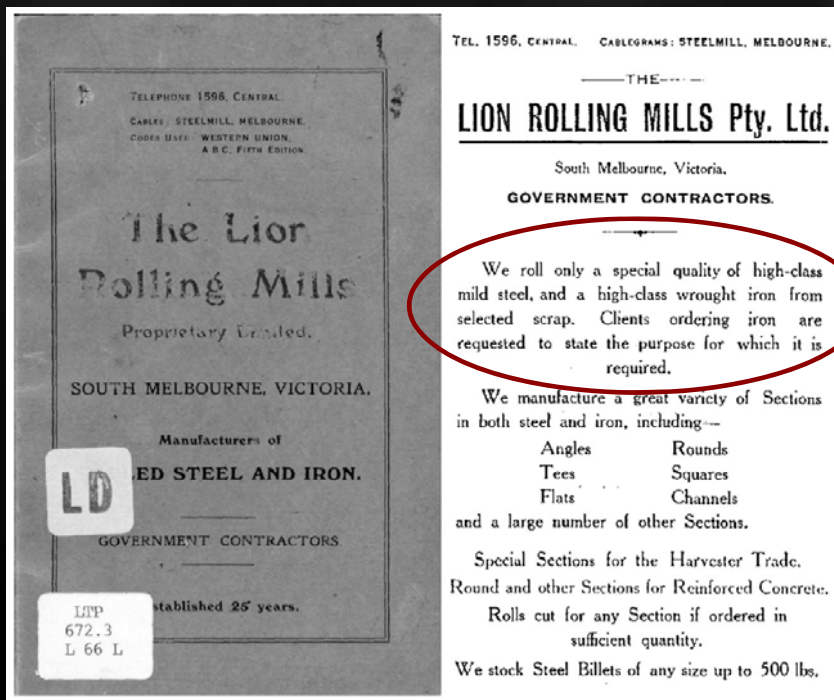 TELEPHONE 1596, CENTRAL.
CABLES: STEELMILL, MELBOURNE.
CODES USED: WESTERN UNION,
A B C, FIFTH EDITION
The Lion
Rolling Mills
Proprietary Limited.
SOUTH MELBOURNE, VICTORIA.
Manufacturers of
LED STEEL AND IRON.
LD
GOVERNMENT CONTRACTORS
stablished 25 years.
LTP
672.3
L 66 L
TEL. 1596, CENTRAL. CABLEGRAMS: STEELMILL, MELBOURNE.
THE
LION ROLLING MILLS Pty. Ltd.
South Melbourne, Victoria.
GOVERNMENT CONTRACTORS.
We roll only a special quality of high-class
mild steel, and a high-class wrought iron from
selected scrap. Clients ordering iron are
requested to state the purpose for which it is
required.
We manufacture a great variety of Sections
in both steel and iron, including—
Angles Rounds
Tees Squares
Flats Channels
and a large number of other Sections.
Special Sections for the Harvester Trade.
Round and other Sections for Reinforced Concrete.
Rolls cut for any Section if ordered in
sufficient quantity.
We stock Steel Billets of any size up to 500 lbs.